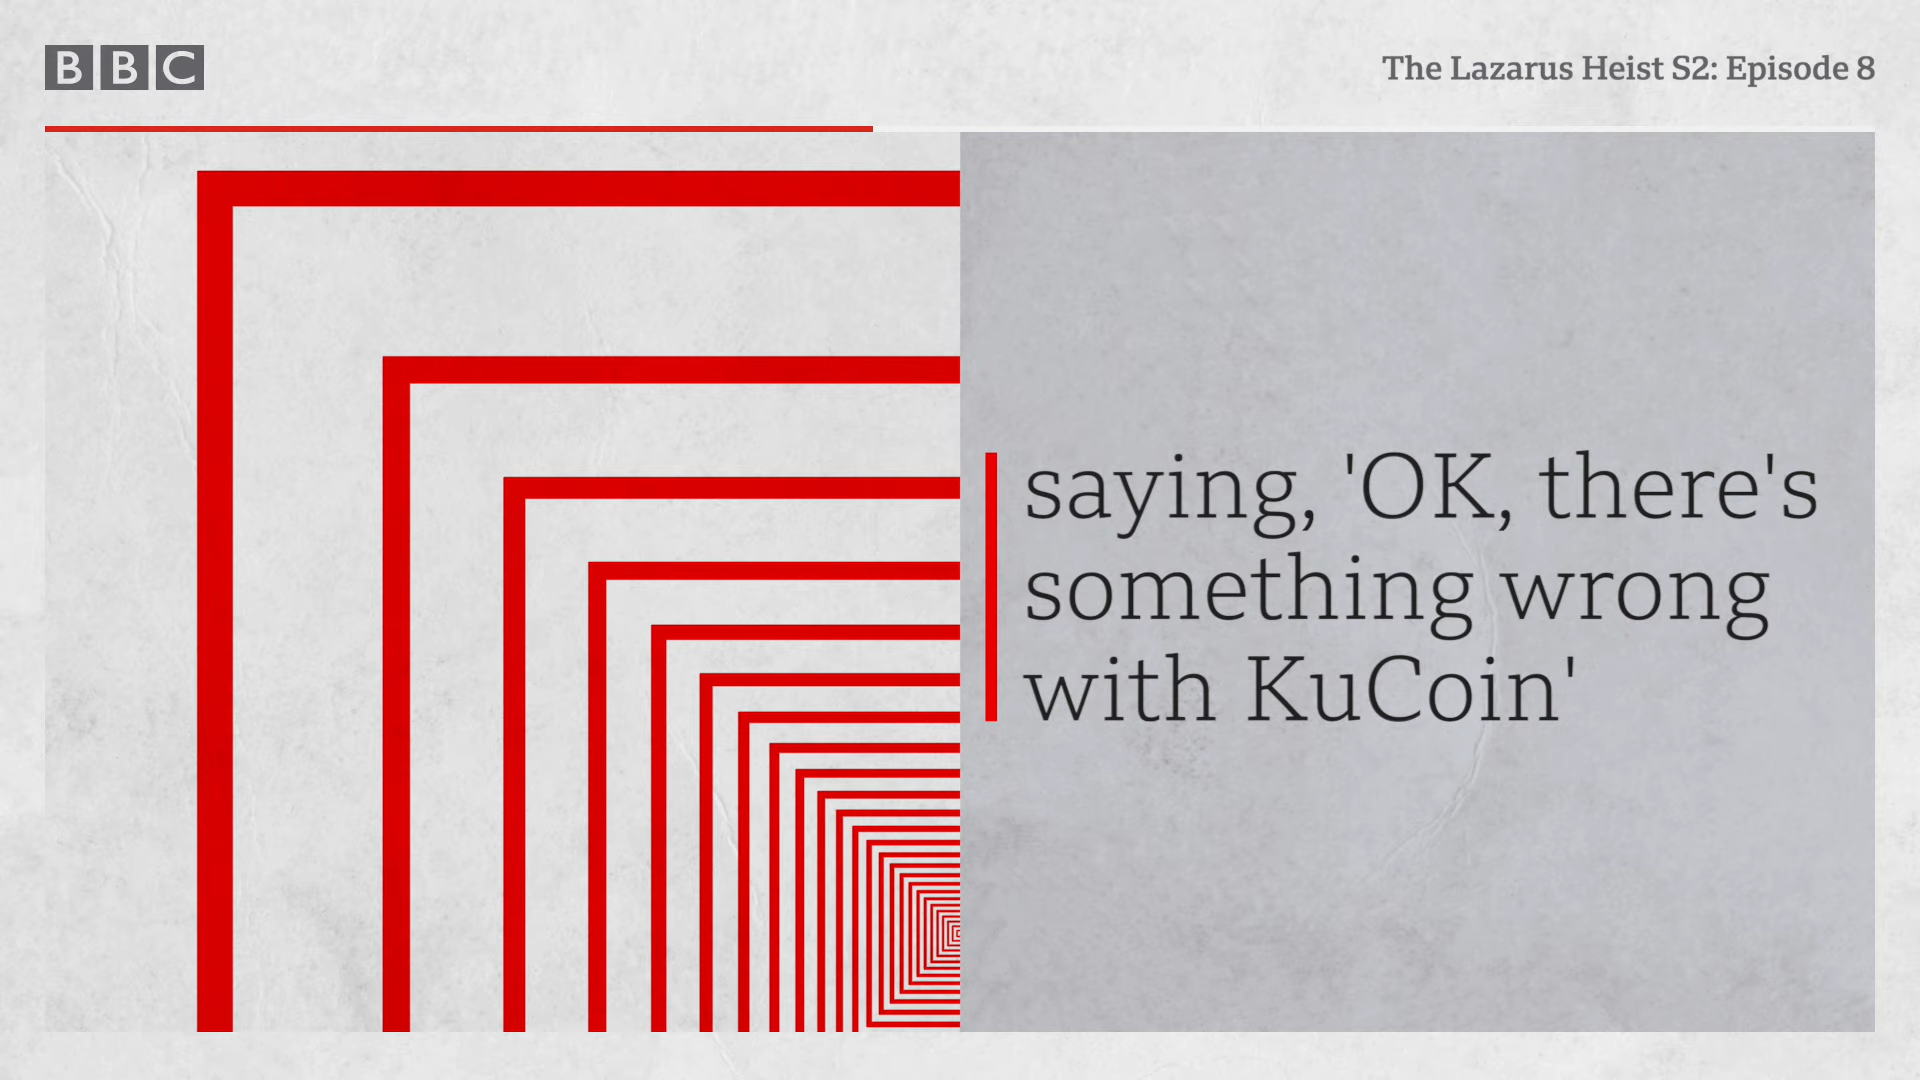 BBC
The Lazarus Heist S2: Episode 8
saying, 'OK, there's
something wrong
with KuCoin'